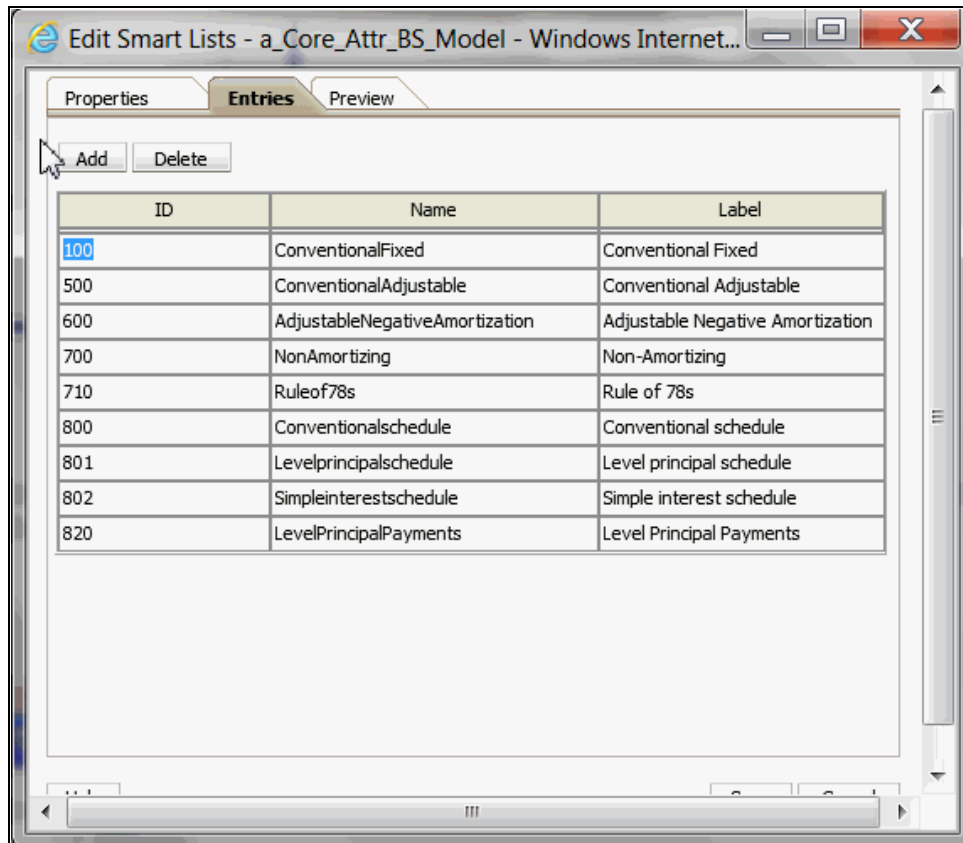 Edit Smart Lists - a_Core_Attr_BS_Model - Windows Internet...
Properties Entries Preview
Add Delete
ID Name Label
100 ConventionalFixed Conventional Fixed
500 ConventionalAdjustable Conventional Adjustable
600 AdjustableNegativeAmortization Adjustable Negative Amortization
700 NonAmortizing Non-Amortizing
710 Ruleof78s Rule of 78s
800 Conventionalschedule Conventional schedule
801 Levelprincipalschedule Level principal schedule
802 Simpleinterestschedule Simple interest schedule
820 LevelPrincipalPayments Level Principal Payments